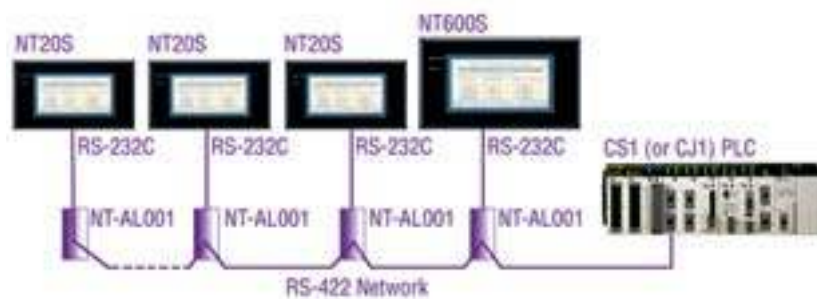 NT600S
NT20S NT20S NT20S
RS-232C RS-232C RS-232C RS-232C
CS1 (or CJ1) PLC
NT-AL001 NT-AL001 NT-AL001 NT-AL001
RS-422 Network